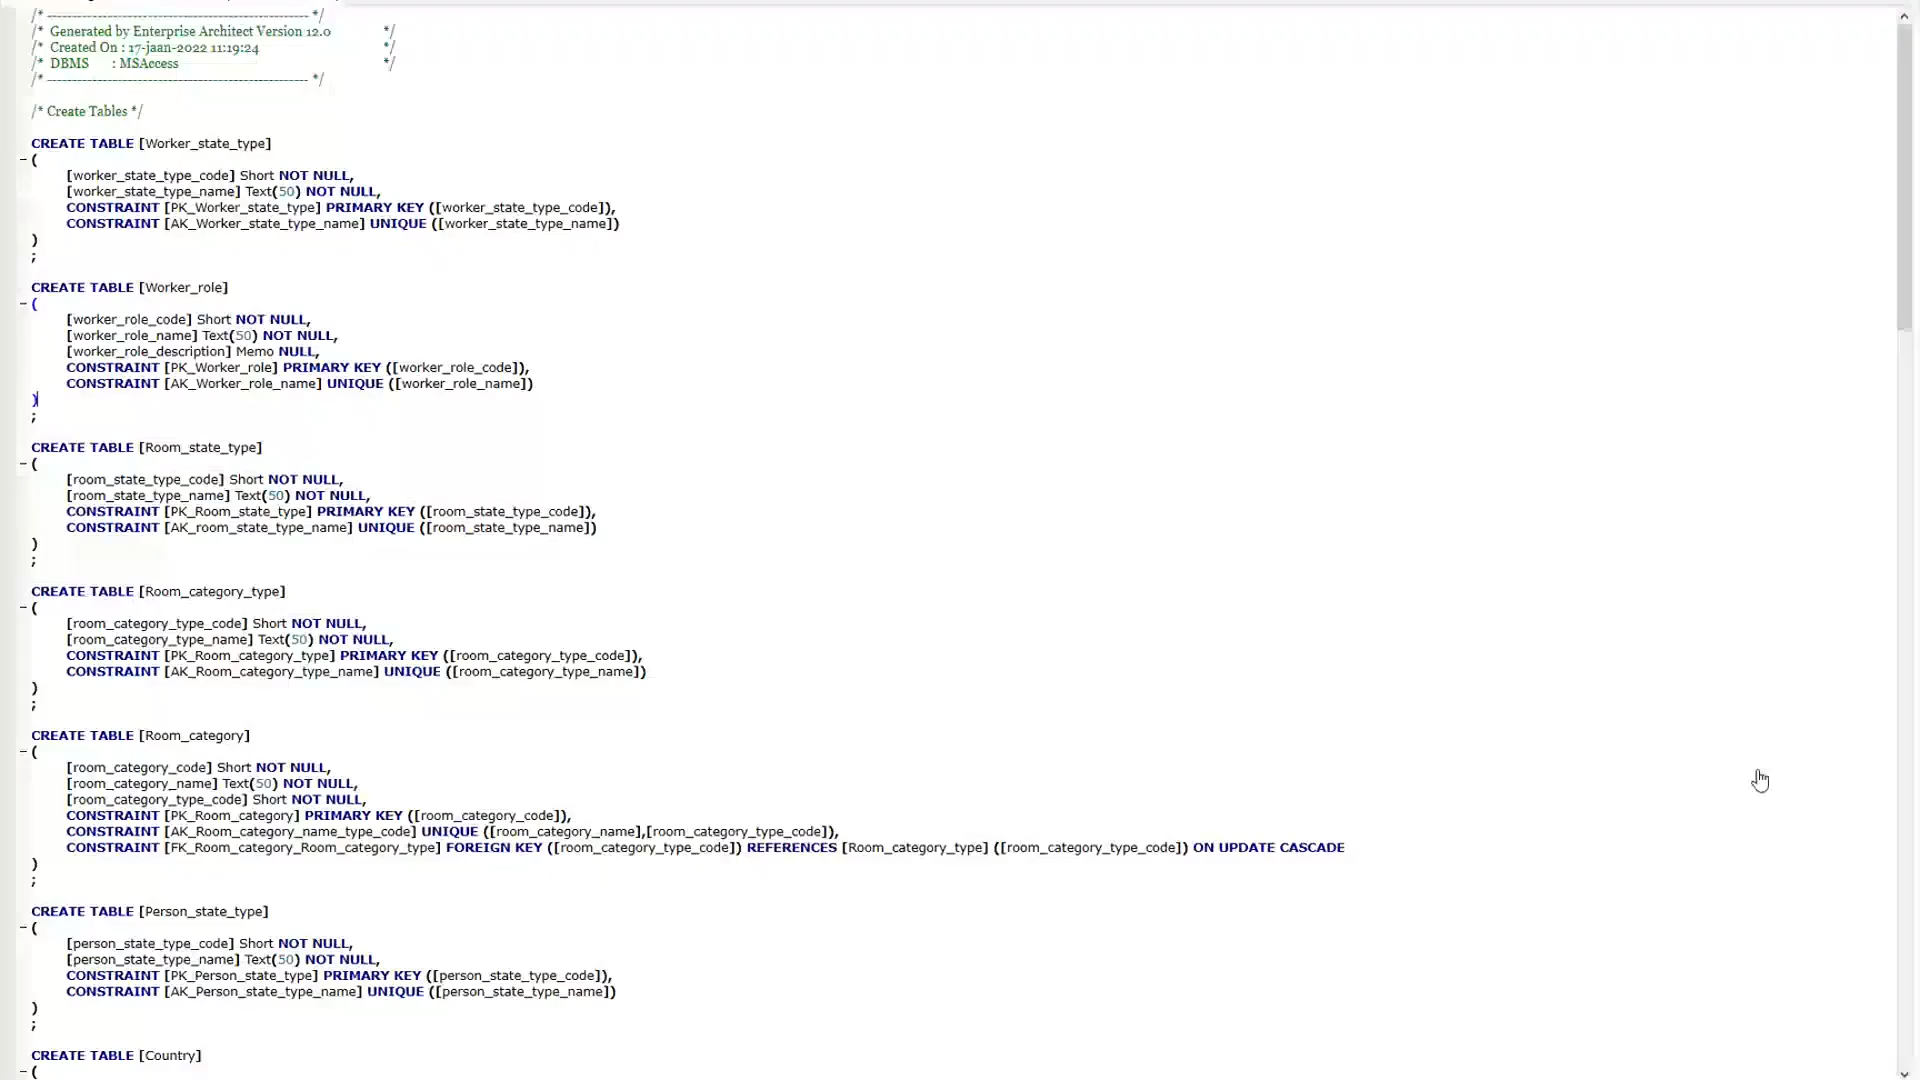 /* ---------------------------------------------------- */
/*  Generated by Enterprise Architect Version 12.0 */
/*  Created On : 17-jaan-2022 11:19:24 */
/*  DBMS : MSAccess */
/* ---------------------------------------------------- */
/* Create Tables */
CREATE TABLE [Worker_state_type]
(
[worker_state_type_code] Short NOT NULL,
[worker_state_type_name] Text(50) NOT NULL,
CONSTRAINT [PK_Worker_state_type] PRIMARY KEY ([worker_state_type_code]),
CONSTRAINT [AK_Worker_state_type_name] UNIQUE ([worker_state_type_name])
)
;
CREATE TABLE [Worker_role]
(
[worker_role_code] Short NOT NULL,
[worker_role_name] Text(50) NOT NULL,
[worker_role_description] Memo NULL,
CONSTRAINT [PK_Worker_role] PRIMARY KEY ([worker_role_code]),
CONSTRAINT [AK_Worker_role_name] UNIQUE ([worker_role_name])
)
;
CREATE TABLE [Room_state_type]
(
[room_state_type_code] Short NOT NULL,
[room_state_type_name] Text(50) NOT NULL,
CONSTRAINT [PK_Room_state_type] PRIMARY KEY ([room_state_type_code]),
CONSTRAINT [AK_room_state_type_name] UNIQUE ([room_state_type_name])
)
;
CREATE TABLE [Room_category_type]
(
[room_category_type_code] Short NOT NULL,
[room_category_type_name] Text(50) NOT NULL,
CONSTRAINT [PK_Room_category_type] PRIMARY KEY ([room_category_type_code]),
CONSTRAINT [AK_Room_category_type_name] UNIQUE ([room_category_type_name])
)
;
CREATE TABLE [Room_category]
(
[room_category_code] Short NOT NULL,
[room_category_name] Text(50) NOT NULL,
[room_category_type_code] Short NOT NULL,
CONSTRAINT [PK_Room_category] PRIMARY KEY ([room_category_code]),
CONSTRAINT [AK_Room_category_name_type_code] UNIQUE ([room_category_name],[room_category_type_code]),
CONSTRAINT [FK_Room_category_Room_category_type] FOREIGN KEY ([room_category_type_code]) REFERENCES [Room_category_type] ([room_category_type_code]) ON UPDATE CASCADE
)
;
CREATE TABLE [Person_state_type]
(
[person_state_type_code] Short NOT NULL,
[person_state_type_name] Text(50) NOT NULL,
CONSTRAINT [PK_Person_state_type] PRIMARY KEY ([person_state_type_code]),
CONSTRAINT [AK_Person_state_type_name] UNIQUE ([person_state_type_name])
)
;
CREATE TABLE [Country]
(